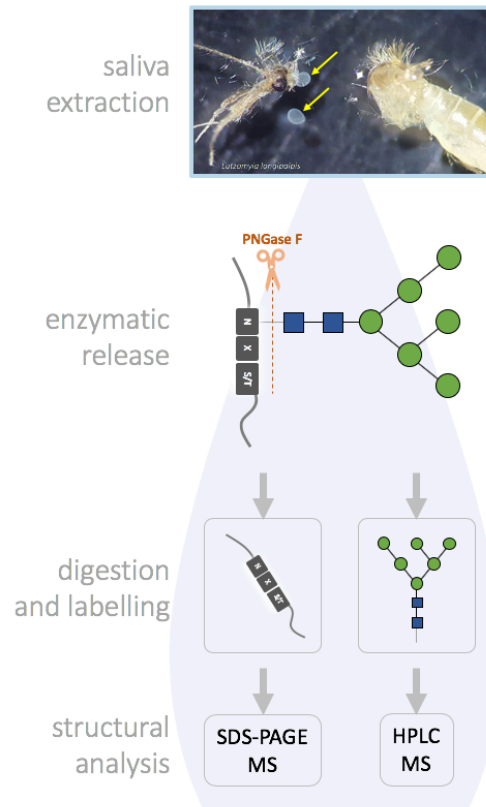 saliva
extraction
Lutzomyia longipalpis
PNGase F
enzymatic
release
N
X
S/T
digestion
and labelling
N
X
S/T
structural
analysis
SDS-PAGE
MS
HPLC
MS